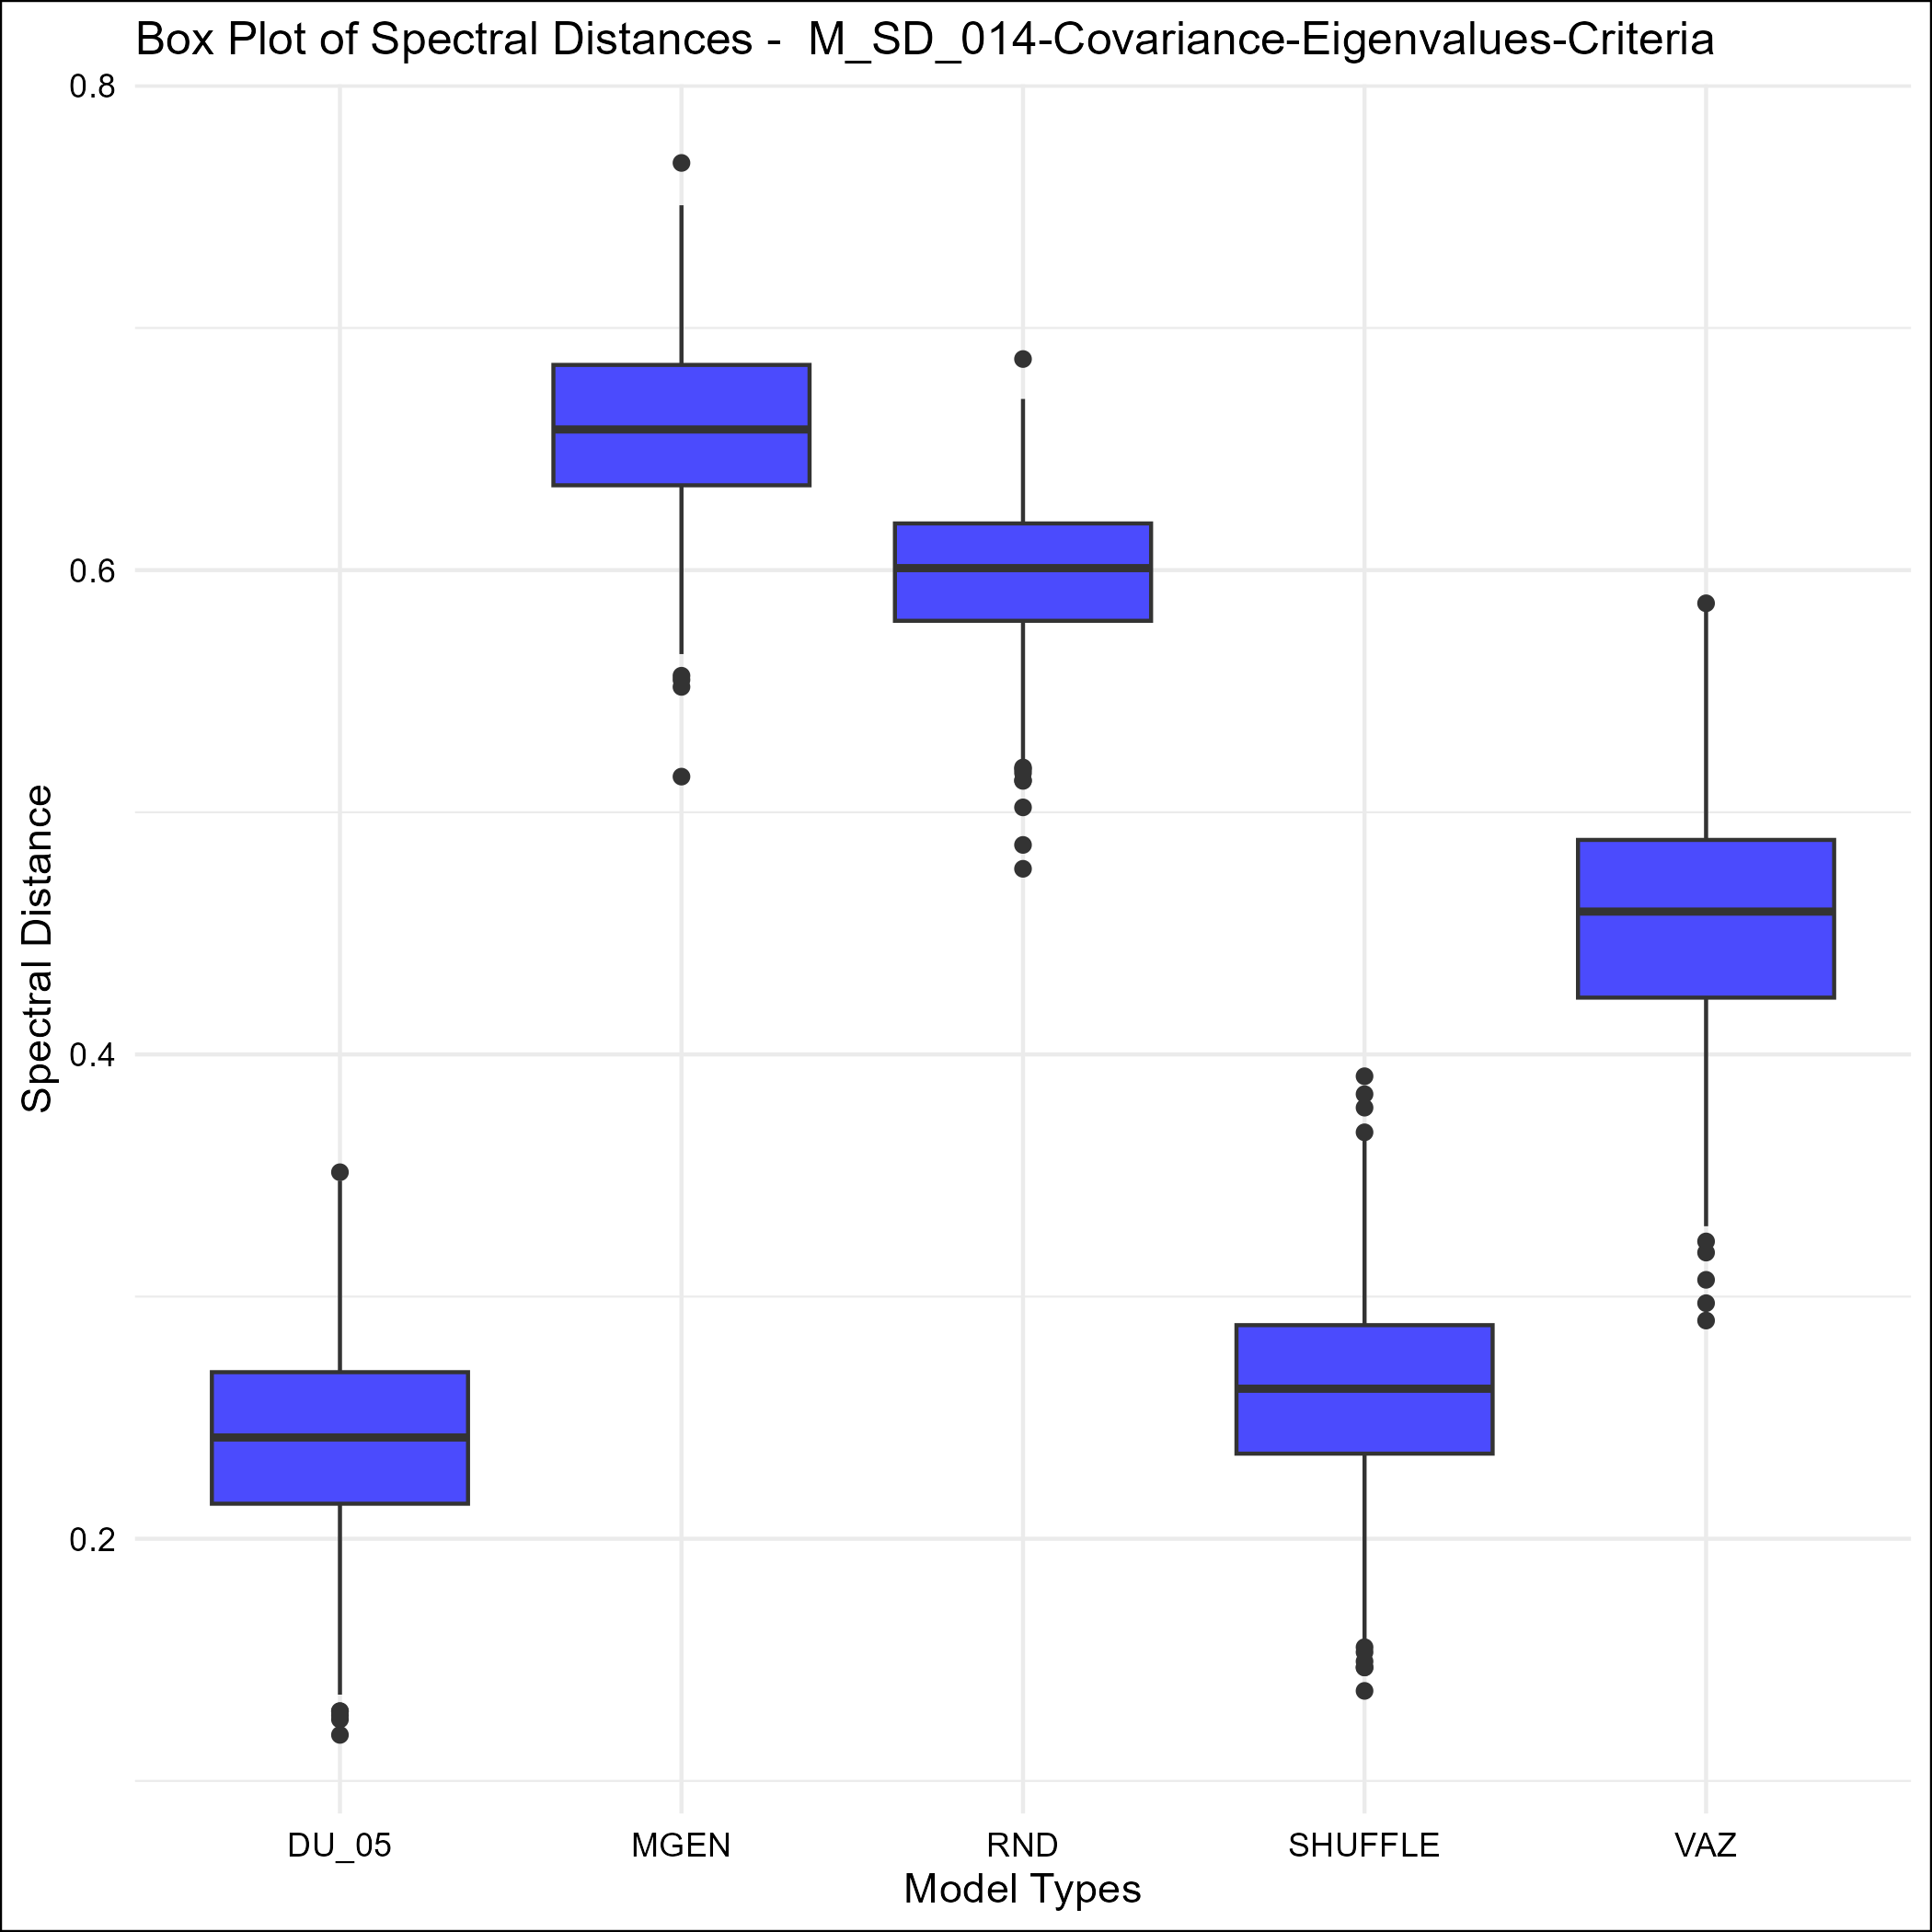 Box Plot of Spectral Distances -  M_SD_014-Covariance-Eigenvalues-Criteria
Spectral Distance
0.8
0.6
0.4
0.2
DU_05 MGEN RND SHUFFLE VAZ
Model Types